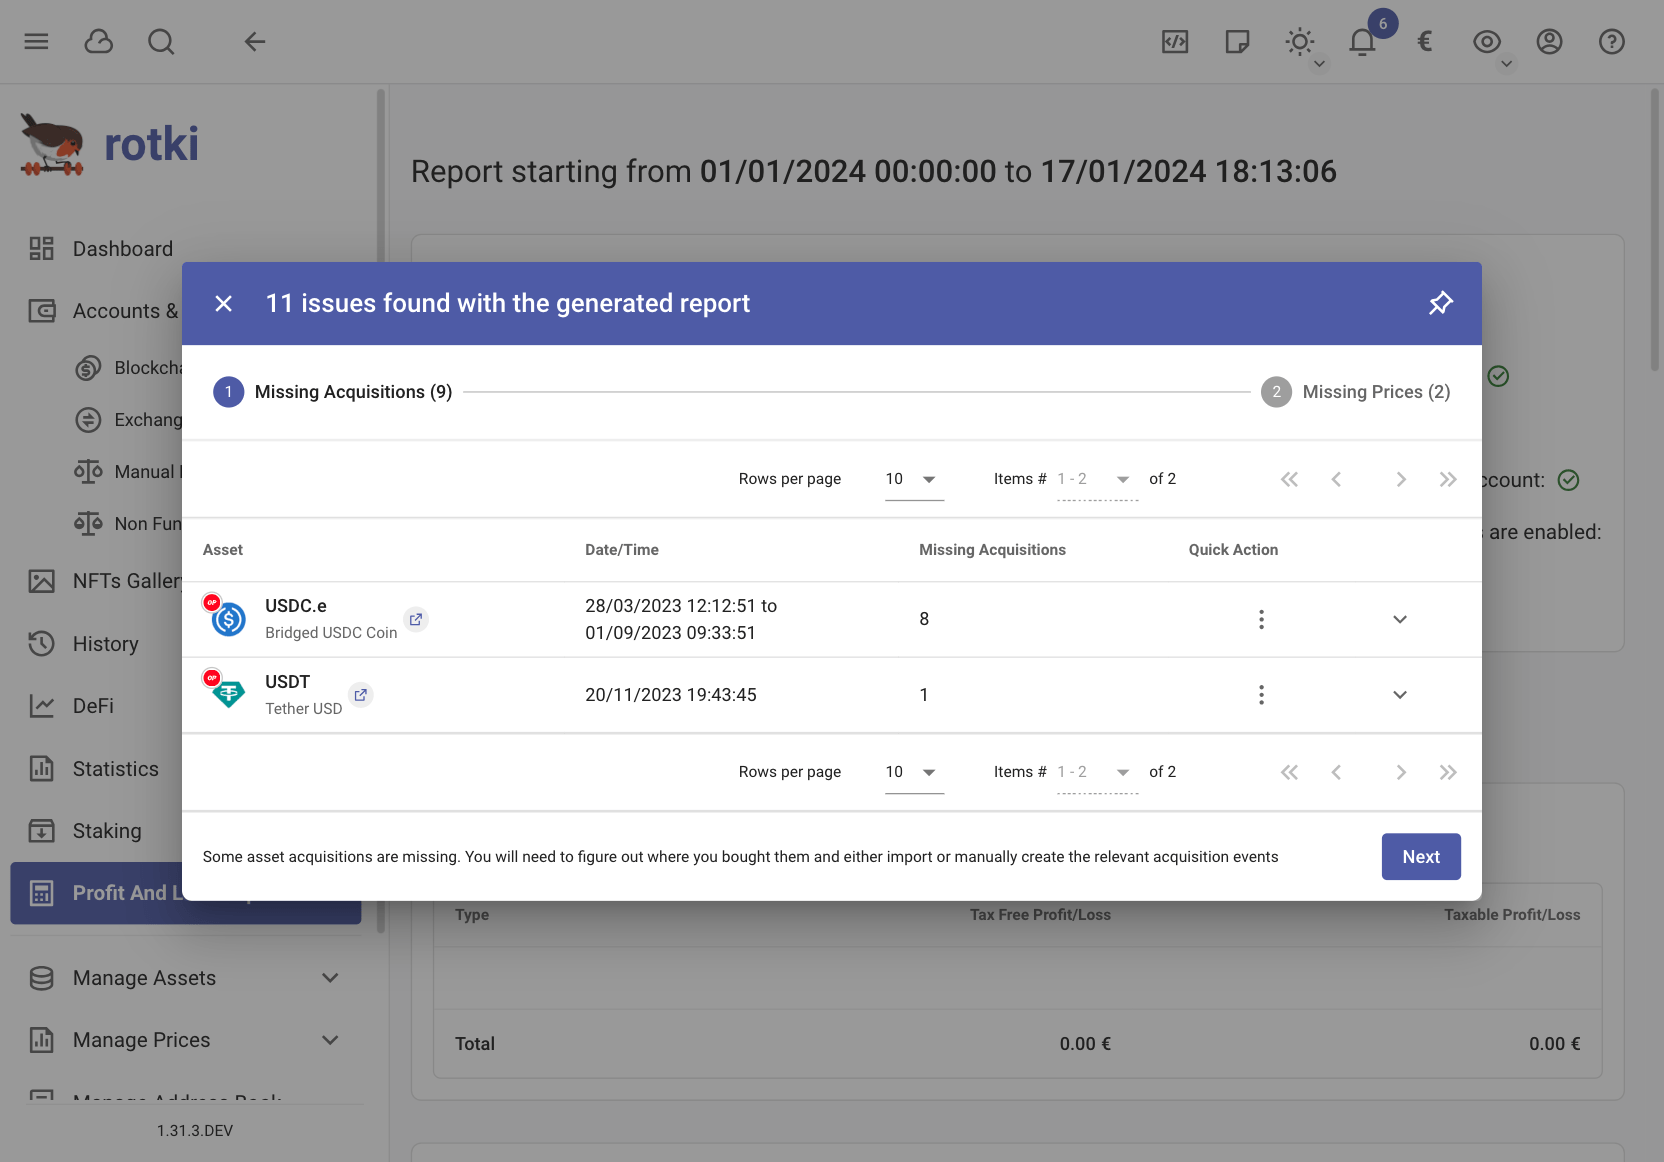 6
€
rotki
Report starting from 01/01/2024 00:00:00 to 17/01/2024 18:13:06
Dashboard
Accounts &
Blockcha
Exchang
Manual
Non Fun
NFTs Gallery
History
DeFi
Statistics
Staking
Profit And L
Manage Assets
Manage Prices
Manage Address Book
1.31.3.DEV
11 issues found with the generated report
1 Missing Acquisitions (9)
2 Missing Prices (2)
Rows per page 10 Items # 1 - 2 of 2
Asset Date/Time Missing Acquisitions Quick Action
OP
USDC.e
Bridged USDC Coin
28/03/2023 12:12:51 to
01/09/2023 09:33:51
8
OP
USDT
Tether USD
20/11/2023 19:43:45
1
Rows per page 10 Items # 1 - 2 of 2
Some asset acquisitions are missing. You will need to figure out where you bought them and either import or manually create the relevant acquisition events
Next
ccount:
are enabled:
Type Tax Free Profit/Loss Taxable Profit/Loss
Total 0.00 € 0.00 €